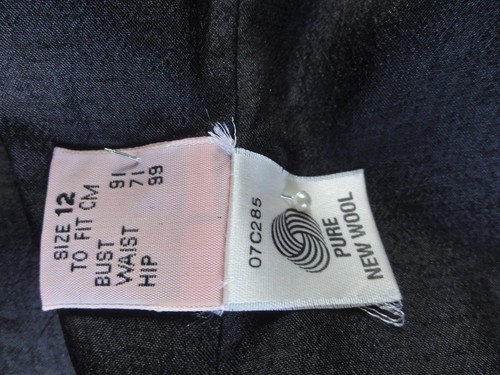 SIZE 12
TO FIT CM
BUST 91
WAIST 71
HIP 99
07C285
PURE
NEW WOOL